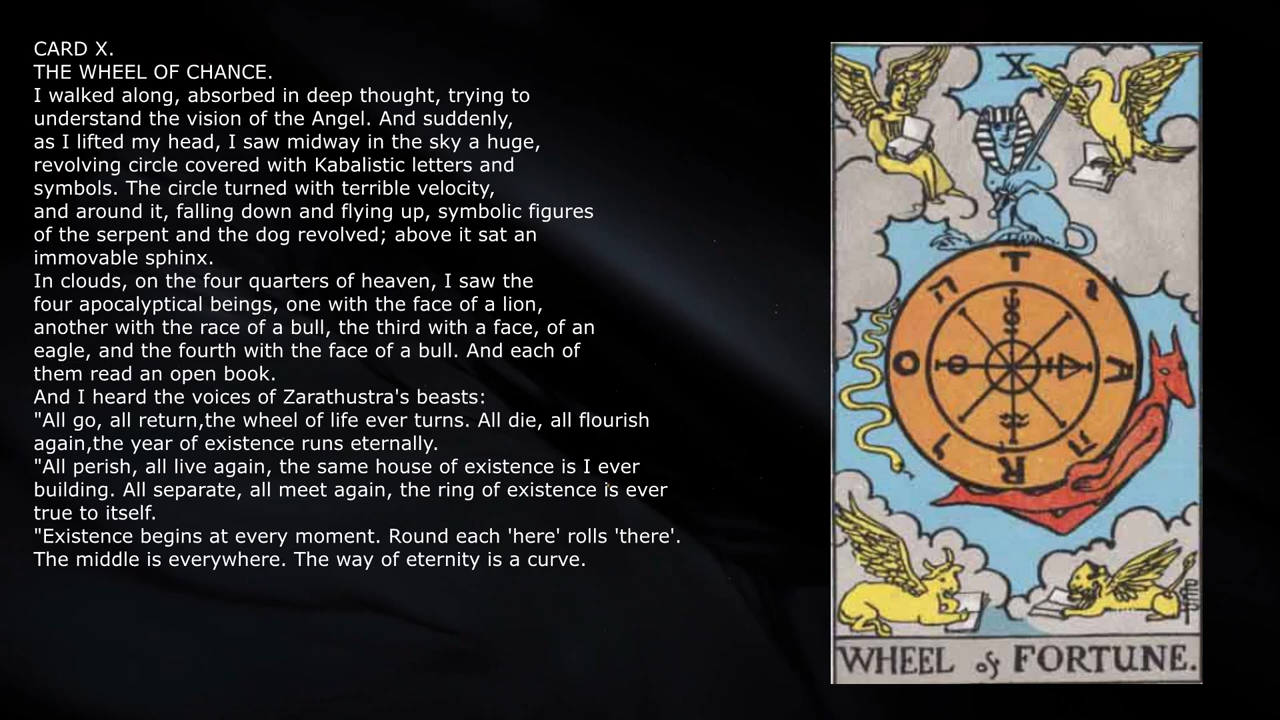 CARD X.
THE WHEEL OF CHANCE.
I walked along, absorbed in deep thought, trying to
understand the vision of the Angel. And suddenly,
as I lifted my head, I saw midway in the sky a huge,
revolving circle covered with Kabalistic letters and
symbols. The circle turned with terrible velocity,
and around it, falling down and flying up, symbolic figures
of the serpent and the dog revolved; above it sat an
immovable sphinx.
In clouds, on the four quarters of heaven, I saw the
four apocalyptical beings, one with the face of a lion,
another with the race of a bull, the third with a face, of an
eagle, and the fourth with the face of a bull. And each of
them read an open book.
And I heard the voices of Zarathustra's beasts:
"All go, all return,the wheel of life ever turns. All die, all flourish
again,the year of existence runs eternally.
"All perish, all live again, the same house of existence is I ever
building. All separate, all meet again, the ring of existence is ever
true to itself.
"Existence begins at every moment. Round each 'here' rolls 'there'.
The middle is everywhere. The way of eternity is a curve.
X
T
י
A
ה
R
ו
O
ה
WHEEL of FORTUNE.